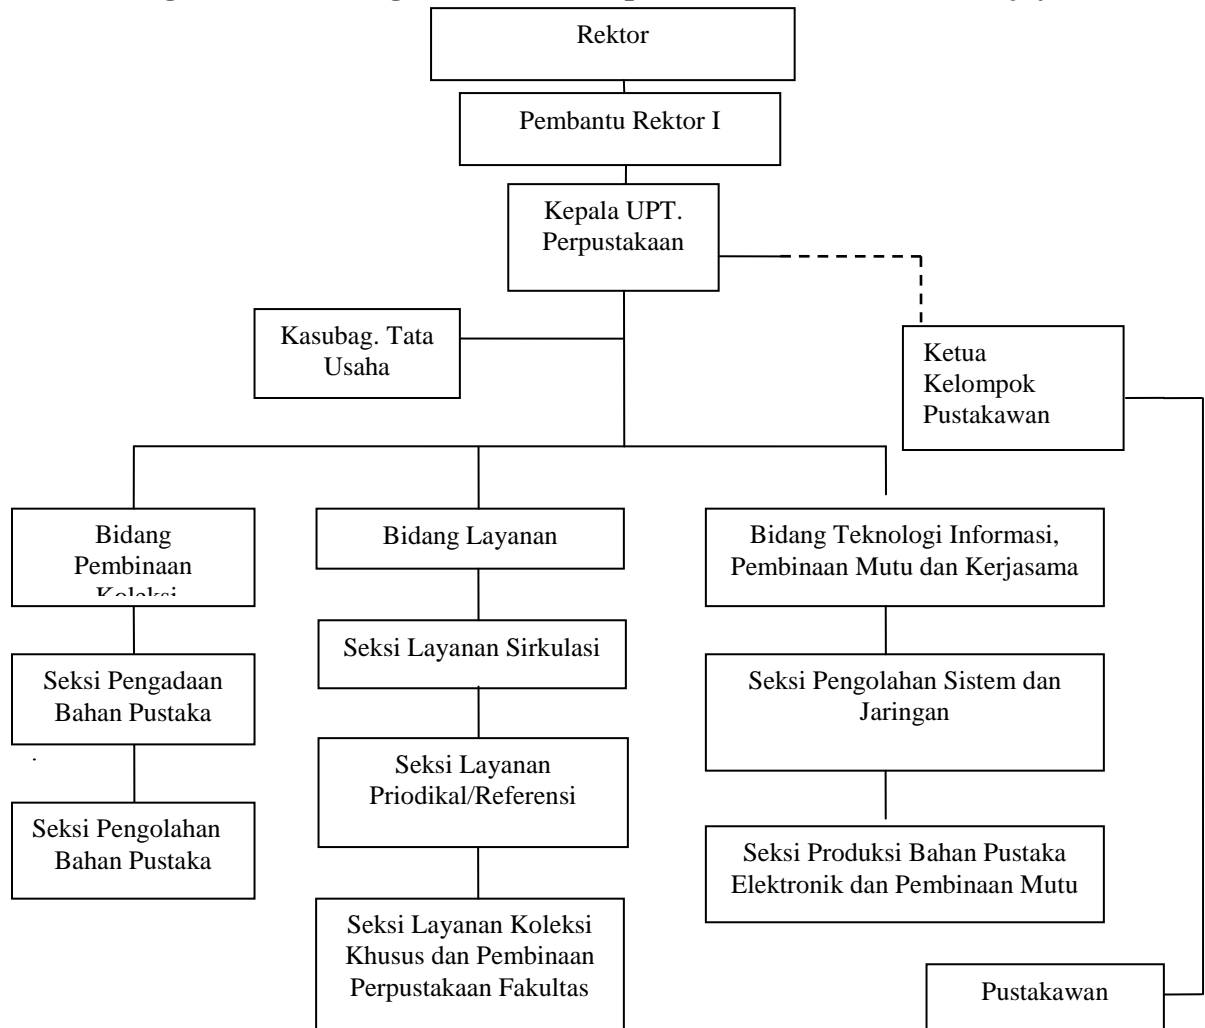 Rektor
Pembantu Rektor I
Kepala UPT.
Perpustakaan
Kasubag. Tata
Usaha
Ketua
Kelompok
Pustakawan
Bidang
Pembinaan
Koleksi
Bidang Layanan
Bidang Teknologi Informasi,
Pembinaan Mutu dan Kerjasama
Seksi Layanan Sirkulasi
Seksi Pengadaan
Bahan Pustaka
Seksi Pengolahan Sistem dan
Jaringan
Seksi Layanan
Priodikal/Referensi
Seksi Pengolahan
Bahan Pustaka
Seksi Produksi Bahan Pustaka
Elektronik dan Pembinaan Mutu
Seksi Layanan Koleksi
Khusus dan Pembinaan
Perpustakaan Fakultas
Pustakawan